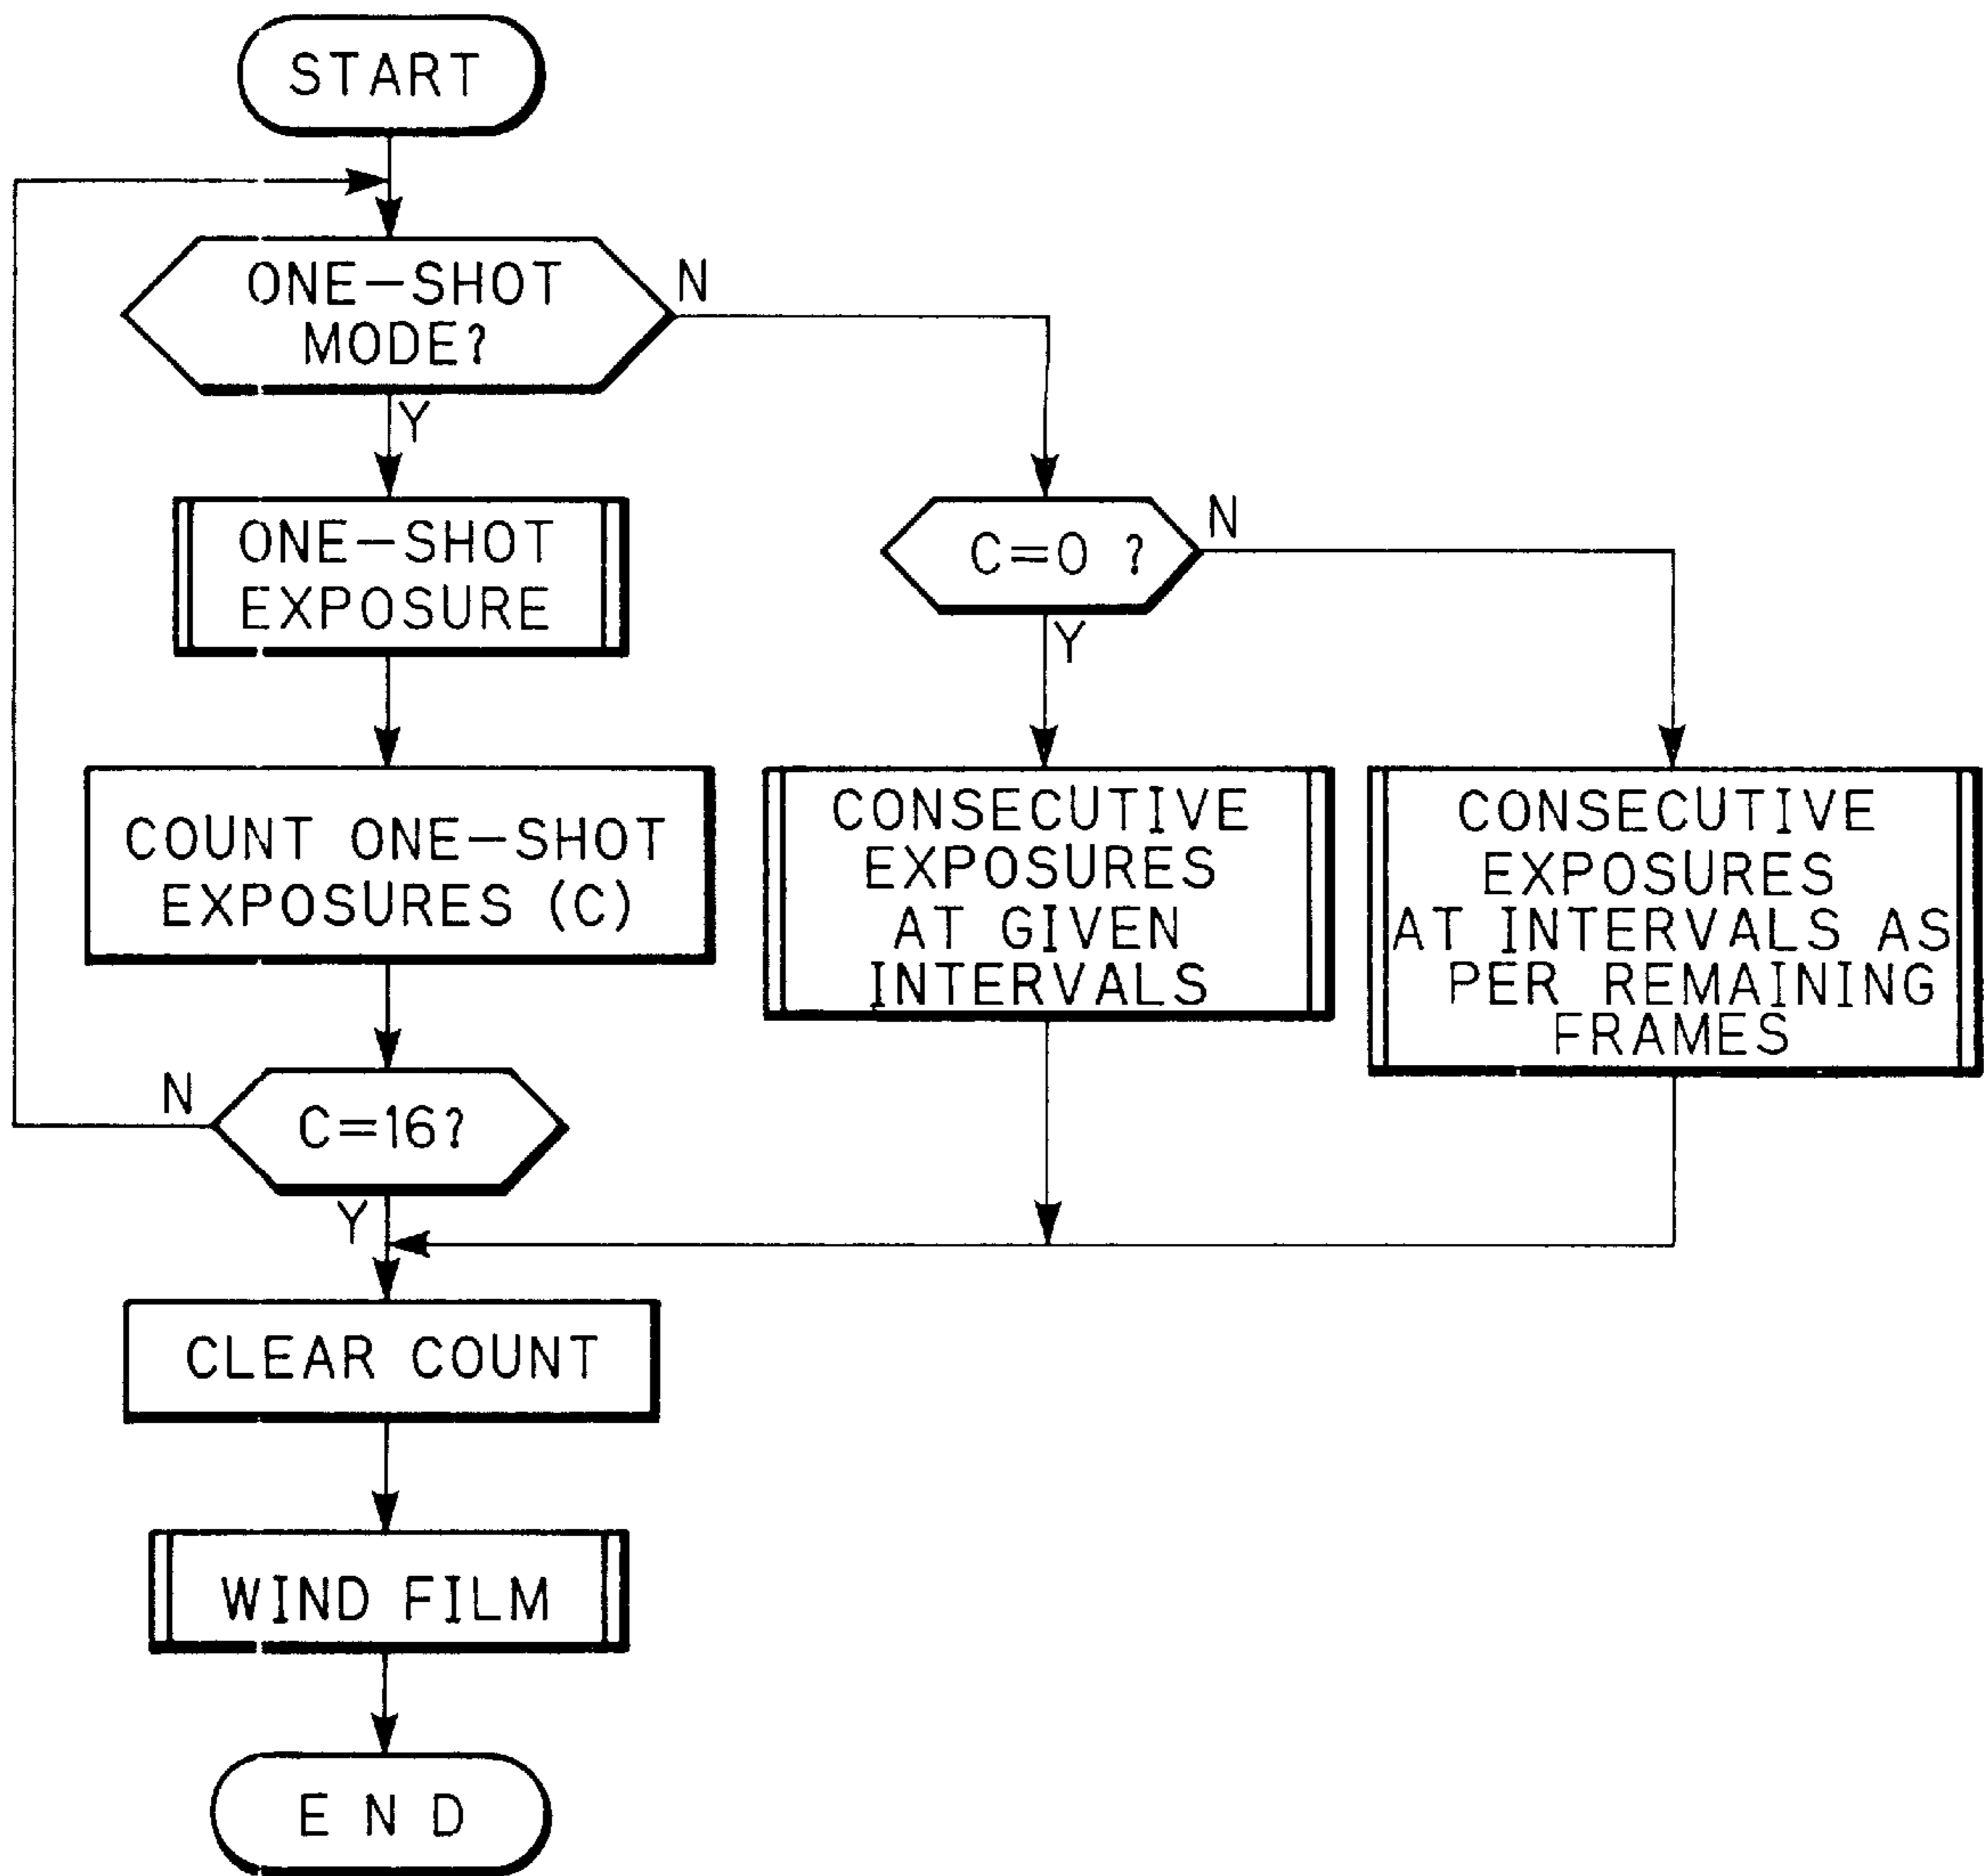 START
ONE-SHOT
MODE?
N
Y
ONE-SHOT
EXPOSURE
C=0 ?
N
Y
COUNT ONE-SHOT
EXPOSURES (C)
CONSECUTIVE
EXPOSURES
AT GIVEN
INTERVALS
CONSECUTIVE
EXPOSURES
AT INTERVALS AS
PER REMAINING
FRAMES
N
C=16?
Y
CLEAR COUNT
WIND FILM
END